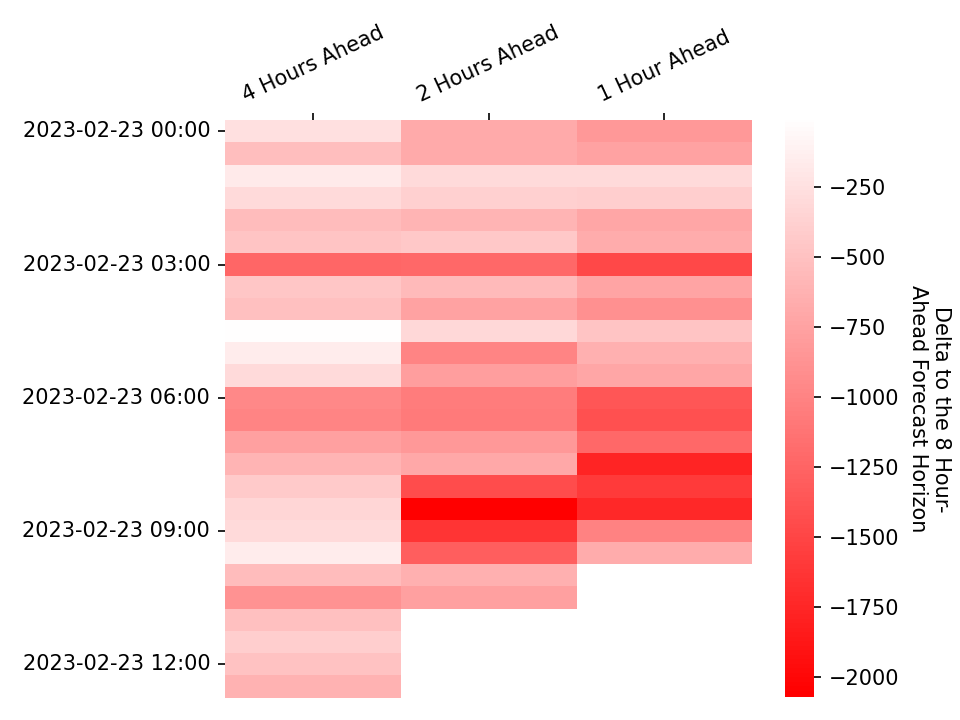 4 Hours Ahead
2 Hours Ahead
1 Hour Ahead
2023-02-23 00:00
2023-02-23 03:00
2023-02-23 06:00
2023-02-23 09:00
2023-02-23 12:00
−250
−500
−750
−1000
−1250
−1500
−1750
−2000
Delta to the 8 Hour-
Ahead Forecast Horizon